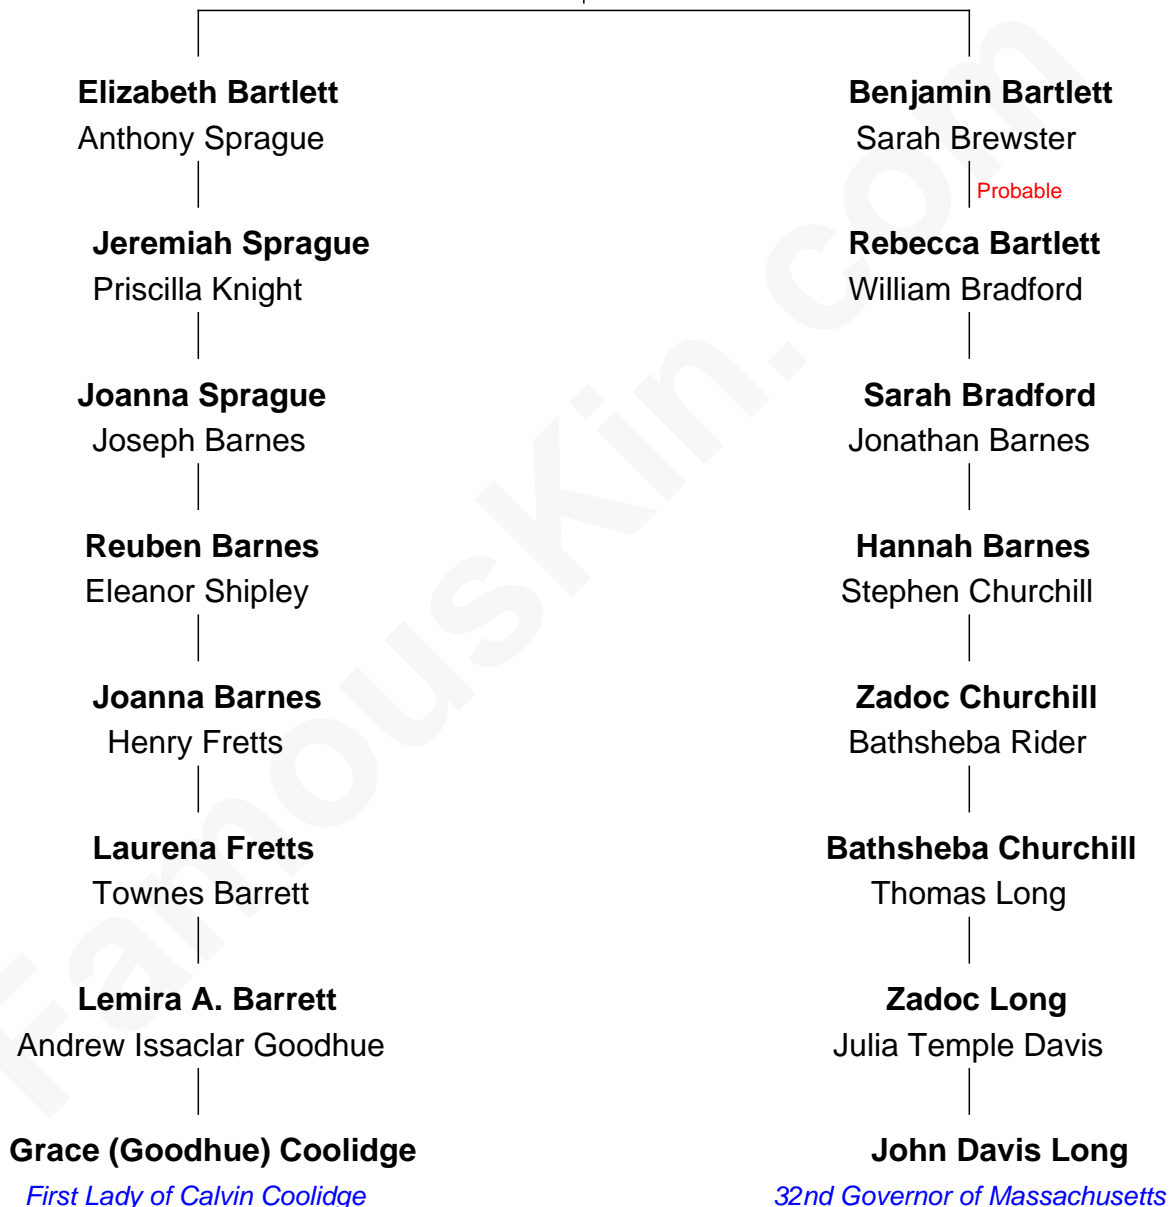 Elizabeth Bartlett
Anthony Sprague
Benjamin Bartlett
Sarah Brewster
Probable
Jeremiah Sprague
Priscilla Knight
Rebecca Bartlett
William Bradford
Joanna Sprague
Joseph Barnes
Sarah Bradford
Jonathan Barnes
Reuben Barnes
Eleanor Shipley
Hannah Barnes
Stephen Churchill
Joanna Barnes
Henry Fretts
Zadoc Churchill
Bathsheba Rider
Laurena Fretts
Townes Barrett
Bathsheba Churchill
Thomas Long
Lemira A. Barrett
Andrew Issaclar Goodhue
Zadoc Long
Julia Temple Davis
Grace (Goodhue) Coolidge
First Lady of Calvin Coolidge
John Davis Long
32nd Governor of Massachusetts
FamousKin.com